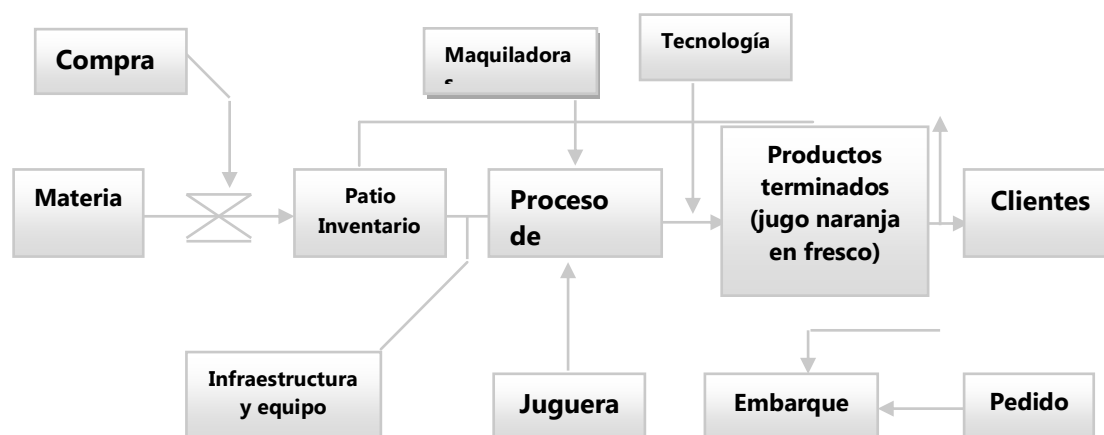 Compra
Maquiladora
Tecnología
Materia
Patio
Inventario
Proceso
de
Productos
terminados
(jugo naranja
en fresco)
Clientes
Infraestructura
y equipo
Juguera
Embarque
Pedido